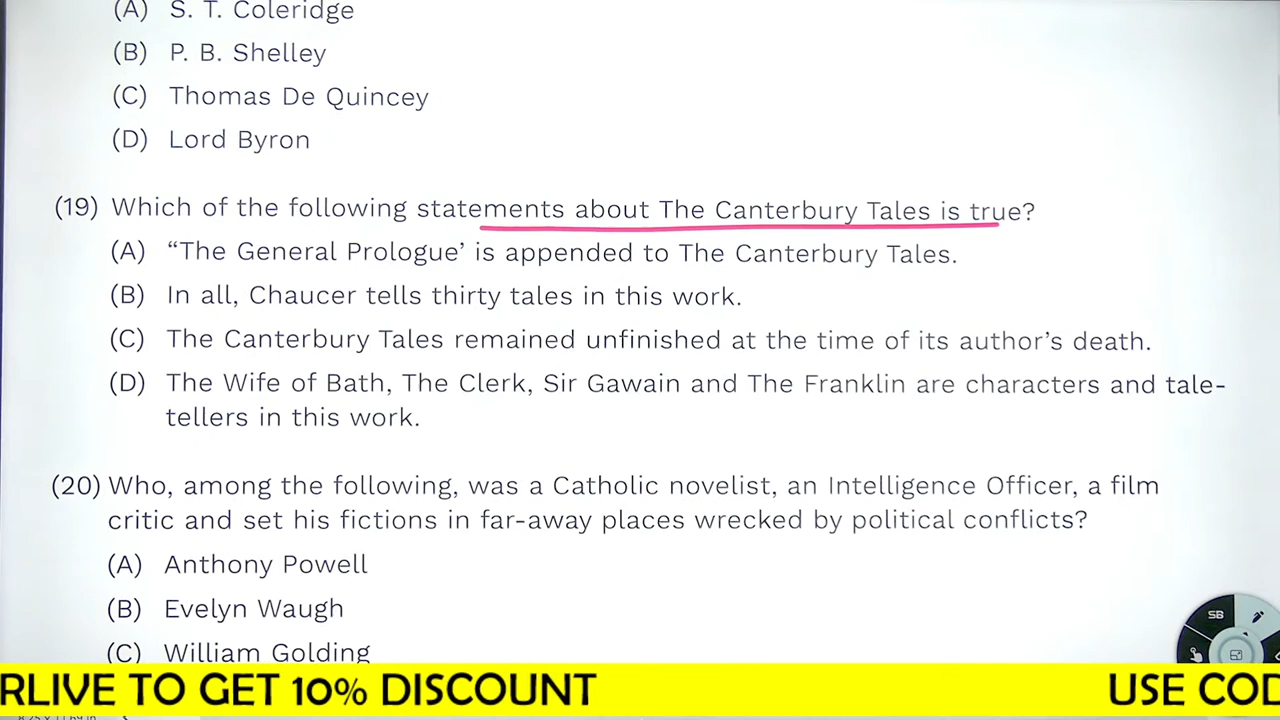 (A) S. T. Coleridge
(B) P. B. Shelley
(C) Thomas De Quincey
(D) Lord Byron
(19) Which of the following statements about The Canterbury Tales is true?
(A) “The General Prologue’ is appended to The Canterbury Tales.
(B) In all, Chaucer tells thirty tales in this work.
(C) The Canterbury Tales remained unfinished at the time of its author’s death.
(D) The Wife of Bath, The Clerk, Sir Gawain and The Franklin are characters and tale-
tellers in this work.
(20) Who, among the following, was a Catholic novelist, an Intelligence Officer, a film
critic and set his fictions in far-away places wrecked by political conflicts?
(A) Anthony Powell
(B) Evelyn Waugh
(C) William Golding
SB
RLIVE TO GET 10% DISCOUNT USE COD